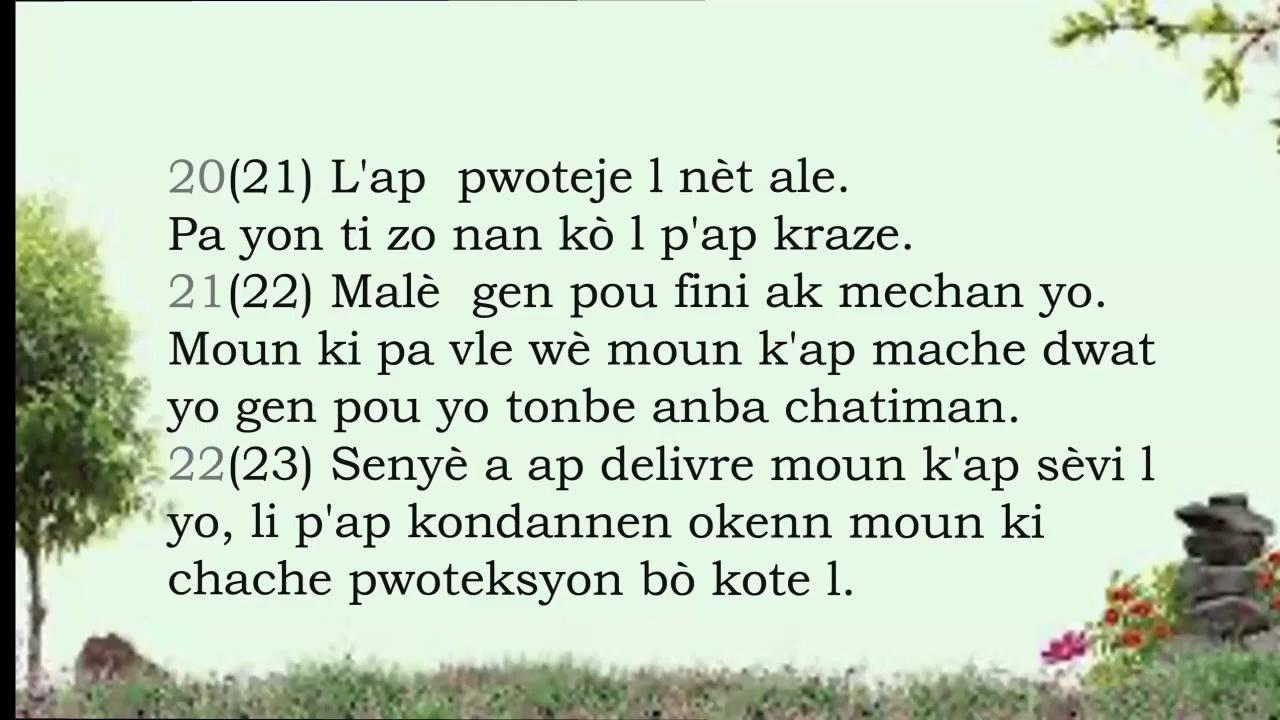 20(21) L'ap  pwoteje l nèt ale.
Pa yon ti zo nan kò l p'ap kraze.
21(22) Malè  gen pou fini ak mechan yo.
Moun ki pa vle wè moun k'ap mache dwat
yo gen pou yo tonbe anba chatiman.
22(23) Senyè a ap delivre moun k'ap sèvi l
yo, li p'ap kondannen okenn moun ki
chache pwoteksyon bò kote l.